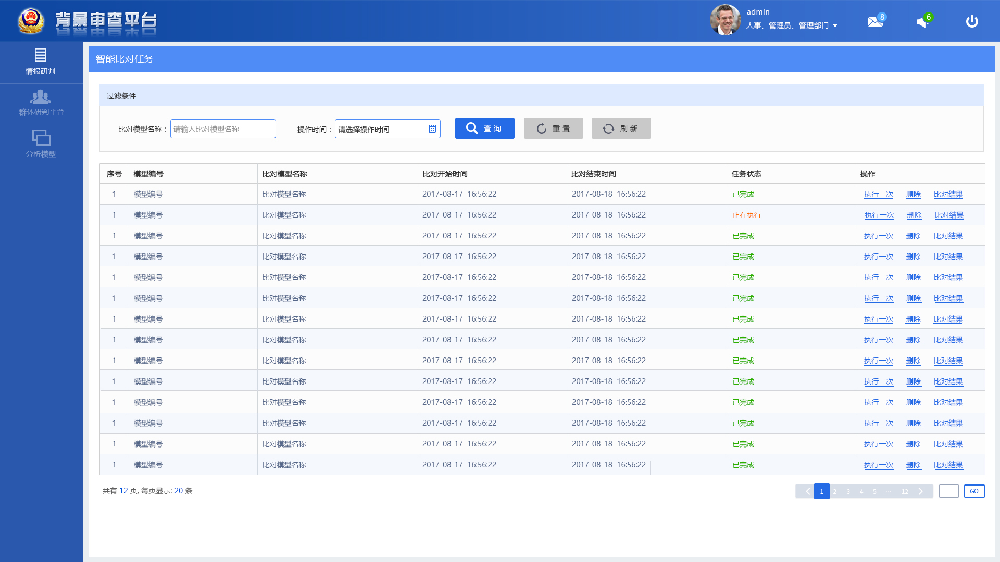 背景审查平台
admin
人事、管理员、管理部门
8
6
情报研判
群体研判平台
分析模型
智能比对任务
过滤条件
比对模型名称： 请输入比对模型名称 操作时间： 请选择操作时间 查 询 重 置 刷 新
序号 模型编号 比对模型名称 比对开始时间 比对结束时间 任务状态 操作
1 模型编号 比对模型名称 2017-08-17 16:56:22 2017-08-18 16:56:22 已完成 执行一次 删除 比对结果
1 模型编号 比对模型名称 2017-08-17 16:56:22 2017-08-18 16:56:22 正在执行 执行一次 删除 比对结果
1 模型编号 比对模型名称 2017-08-17 16:56:22 2017-08-18 16:56:22 已完成 执行一次 删除 比对结果
1 模型编号 比对模型名称 2017-08-17 16:56:22 2017-08-18 16:56:22 已完成 执行一次 删除 比对结果
1 模型编号 比对模型名称 2017-08-17 16:56:22 2017-08-18 16:56:22 已完成 执行一次 删除 比对结果
1 模型编号 比对模型名称 2017-08-17 16:56:22 2017-08-18 16:56:22 已完成 执行一次 删除 比对结果
1 模型编号 比对模型名称 2017-08-17 16:56:22 2017-08-18 16:56:22 已完成 执行一次 删除 比对结果
1 模型编号 比对模型名称 2017-08-17 16:56:22 2017-08-18 16:56:22 已完成 执行一次 删除 比对结果
1 模型编号 比对模型名称 2017-08-17 16:56:22 2017-08-18 16:56:22 已完成 执行一次 删除 比对结果
1 模型编号 比对模型名称 2017-08-17 16:56:22 2017-08-18 16:56:22 已完成 执行一次 删除 比对结果
1 模型编号 比对模型名称 2017-08-17 16:56:22 2017-08-18 16:56:22 已完成 执行一次 删除 比对结果
1 模型编号 比对模型名称 2017-08-17 16:56:22 2017-08-18 16:56:22 已完成 执行一次 删除 比对结果
1 模型编号 比对模型名称 2017-08-17 16:56:22 2017-08-18 16:56:22 已完成 执行一次 删除 比对结果
1 模型编号 比对模型名称 2017-08-17 16:56:22 2017-08-18 16:56:22 已完成 执行一次 删除 比对结果
共有 12 页, 每页显示: 20 条
1 2 3 4 5 ··· 12 GO